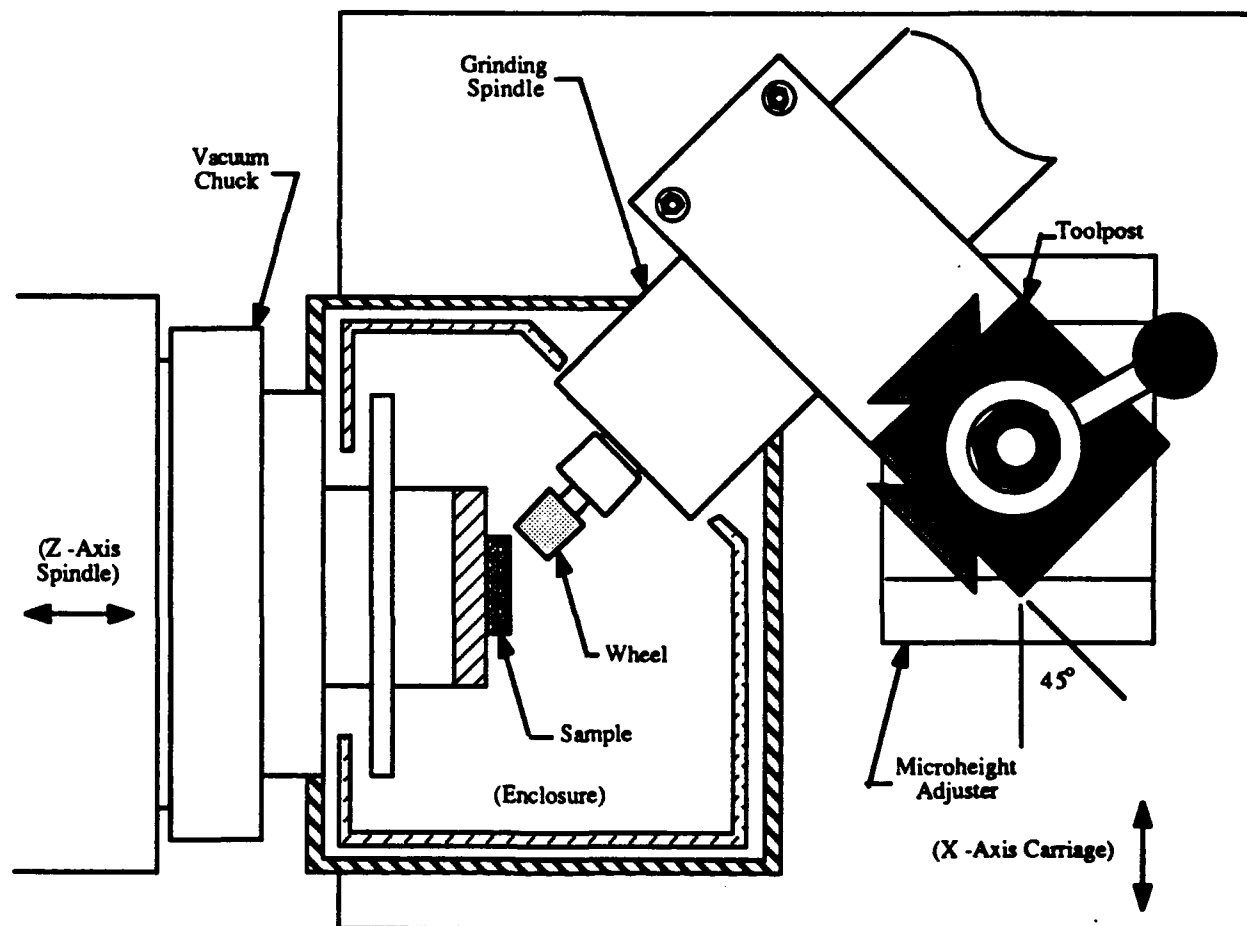 Grinding
Spindle
Vacuum
Chuck
Toolpost
(Z -Axis
Spindle)
Wheel
45°
Sample
Microheight
Adjuster
(Enclosure)
(X -Axis Carriage)